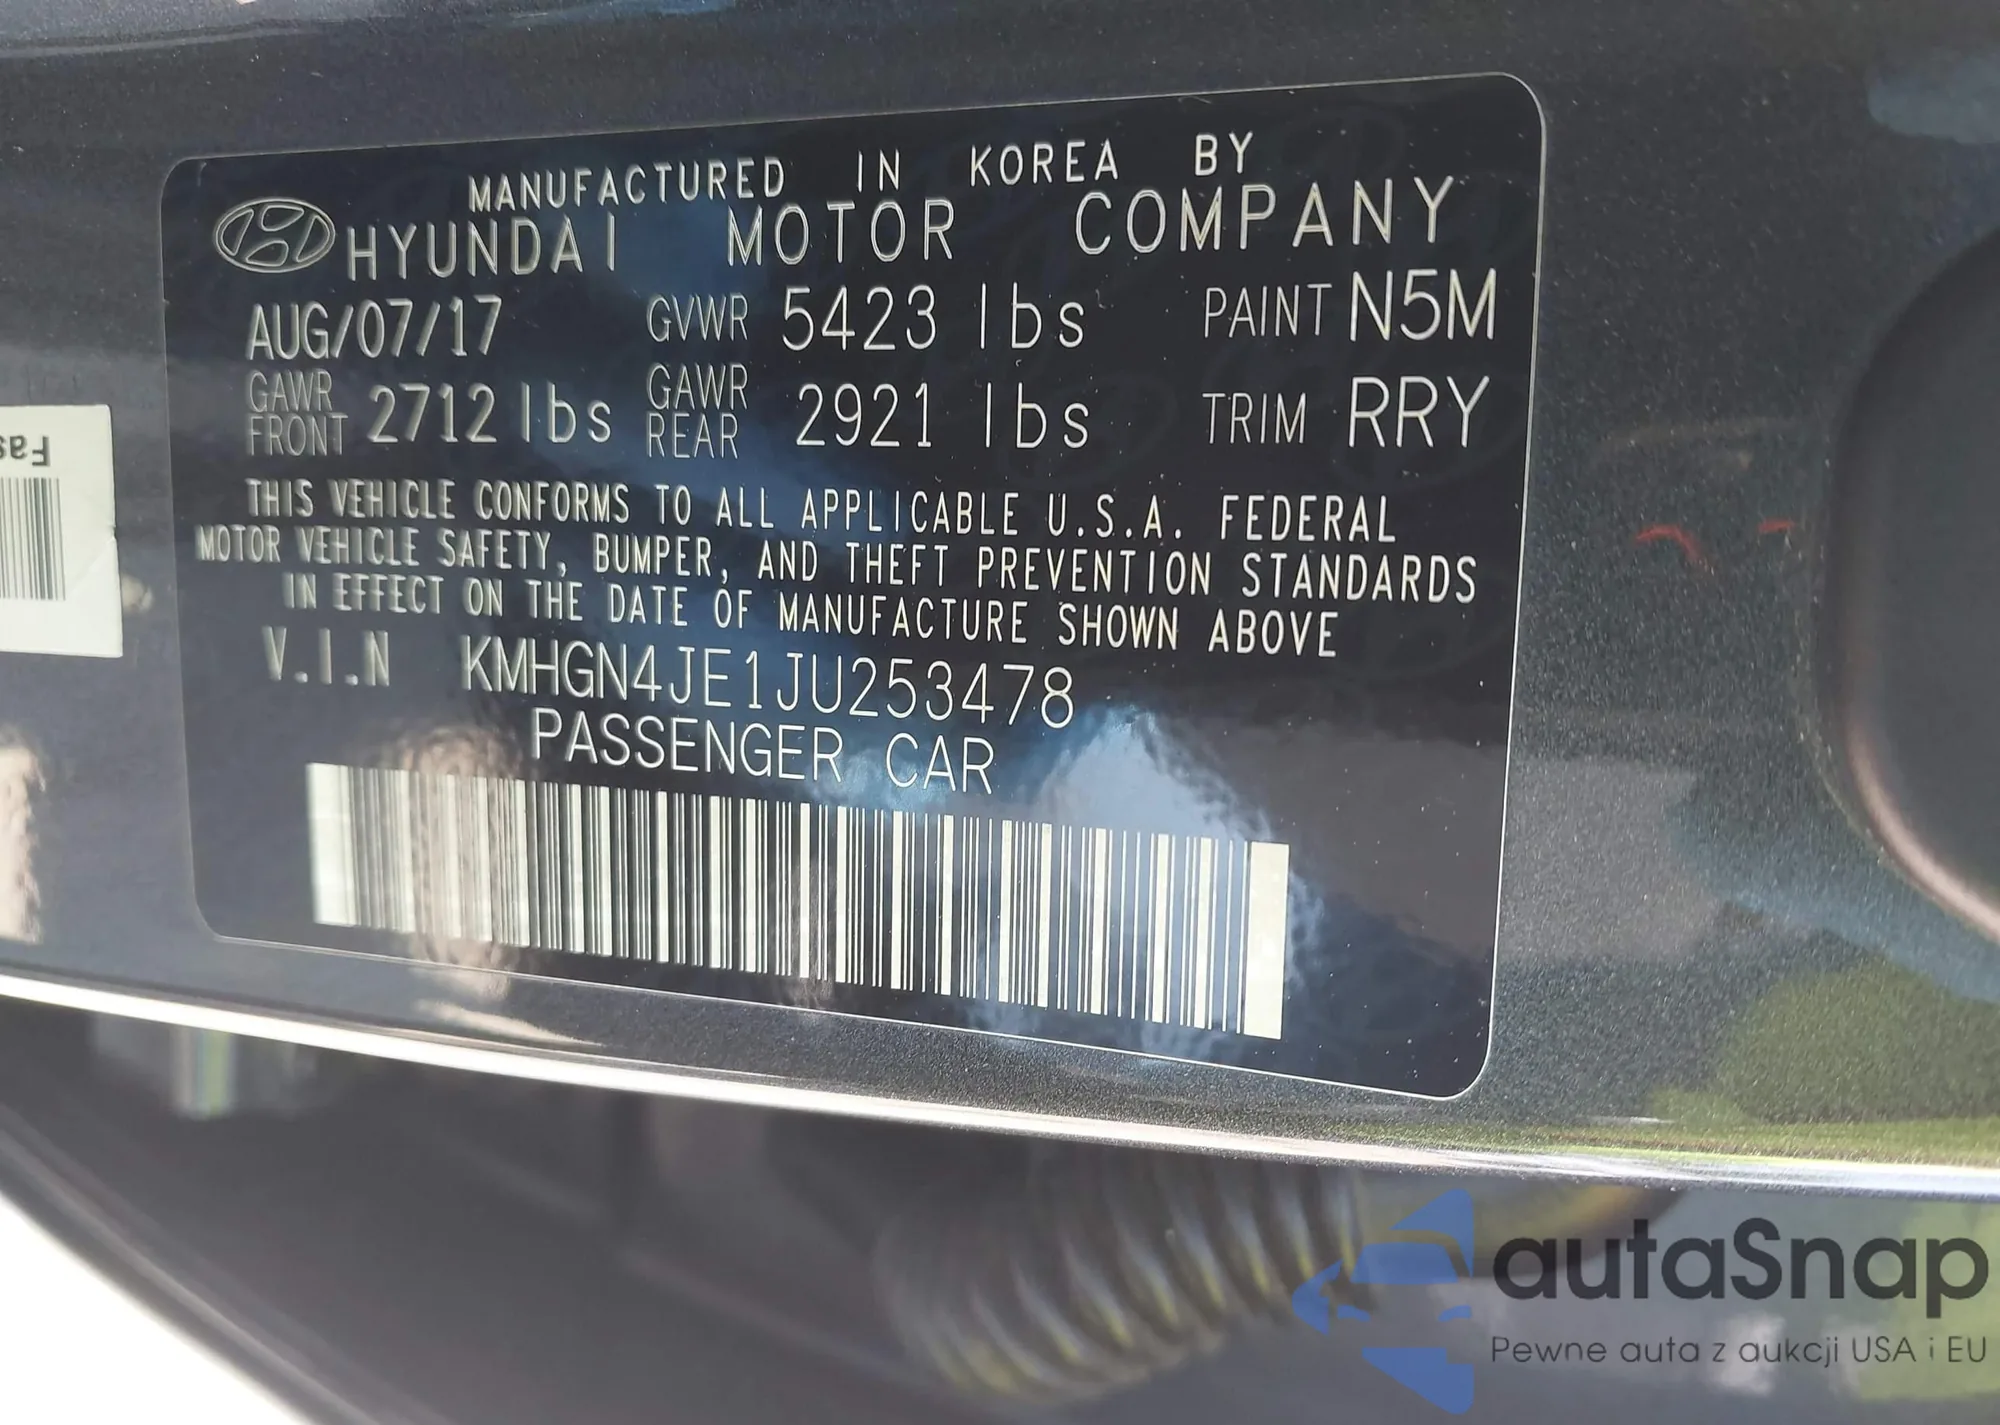 MANUFACTURED IN KOREA BY
HYUNDAI MOTOR COMPANY
AUG/07/17 GVWR 5423 lbs PAINT N5M
GAWR FRONT 2712 lbs GAWR REAR 2921 lbs TRIM RRY
THIS VEHICLE CONFORMS TO ALL APPLICABLE U.S.A. FEDERAL
MOTOR VEHICLE SAFETY, BUMPER, AND THEFT PREVENTION STANDARDS
IN EFFECT ON THE DATE OF MANUFACTURE SHOWN ABOVE
V.I.N KMHGN4JE1JU253478
PASSENGER CAR
autaSnap
Pewne auta z aukcji USA i EU